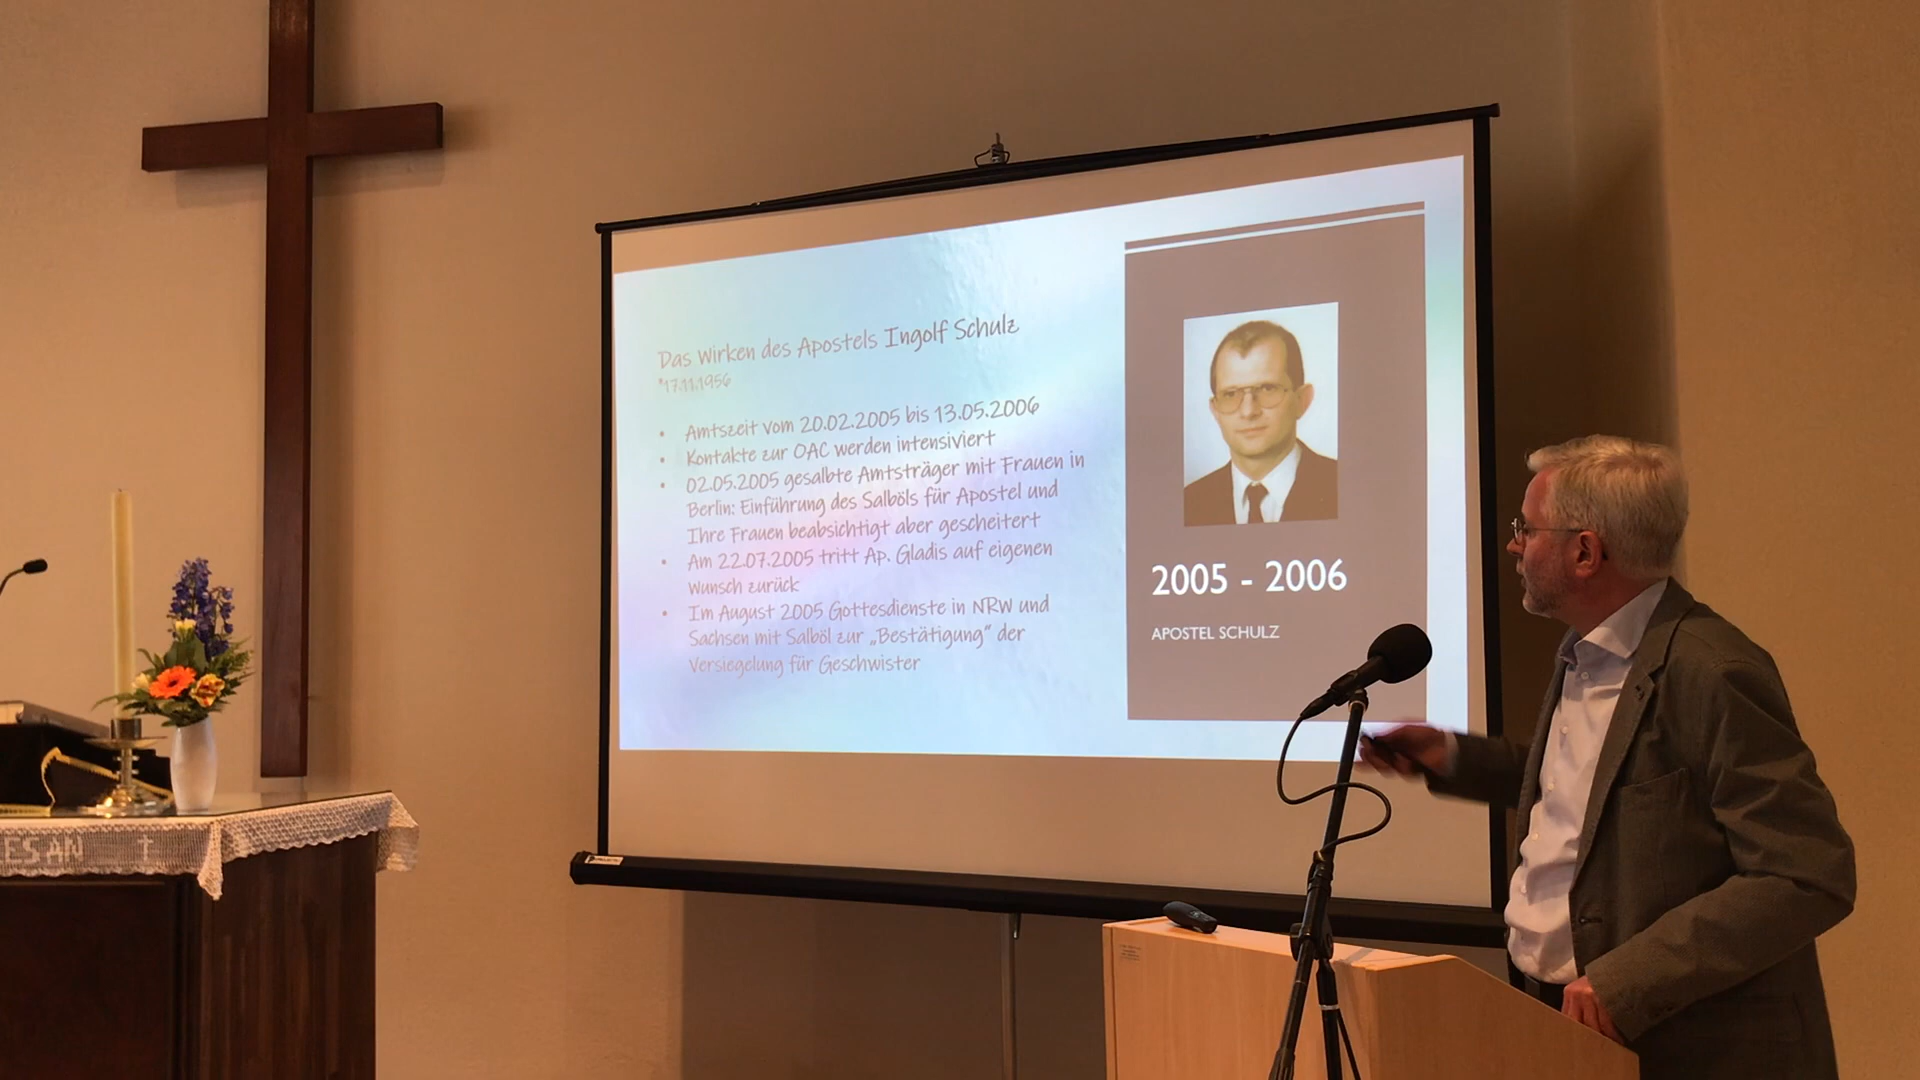 Das Wirken des Apostels Ingolf Schulz
*17.11.1956
• Amtszeit vom 20.02.2005 bis 13.05.2006
• Kontakte zur OAC werden intensiviert
• 02.05.2005 gesalbte Amtsträger mit Frauen in
Berlin: Einführung des Salböls für Apostel und
Ihre Frauen beabsichtigt aber gescheitert
• Am 22.07.2005 tritt Ap. Gladis auf eigenen
Wunsch zurück
• Im August 2005 Gottesdienste in NRW und
Sachsen mit Salböl zur „Bestätigung" der
Versiegelung für Geschwister
2005 - 2006
APOSTEL SCHULZ
ES AN